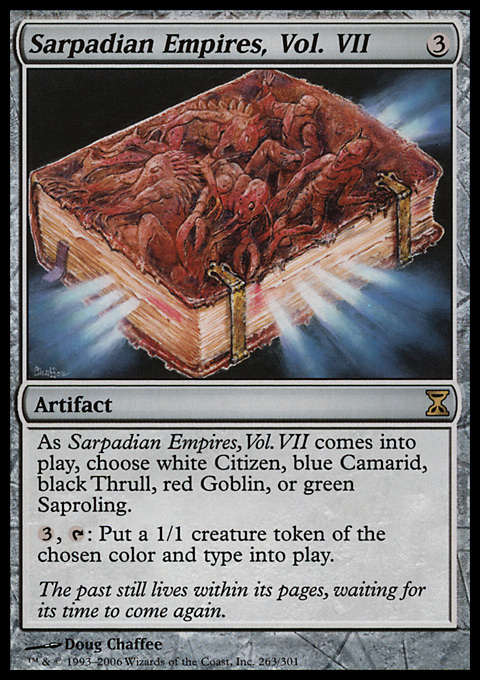 Sarpadian Empires, Vol. VII 3
Artifact
As Sarpadian Empires, Vol. VII comes into
play, choose white Citizen, blue Camarid,
black Thrull, red Goblin, or green
Saproling.
3, : Put a 1/1 creature token of the
chosen color and type into play.
The past still lives within its pages, waiting for
its time to come again.
Doug Chaffee
™ & © 1993–2006 Wizards of the Coast, Inc. 263/301